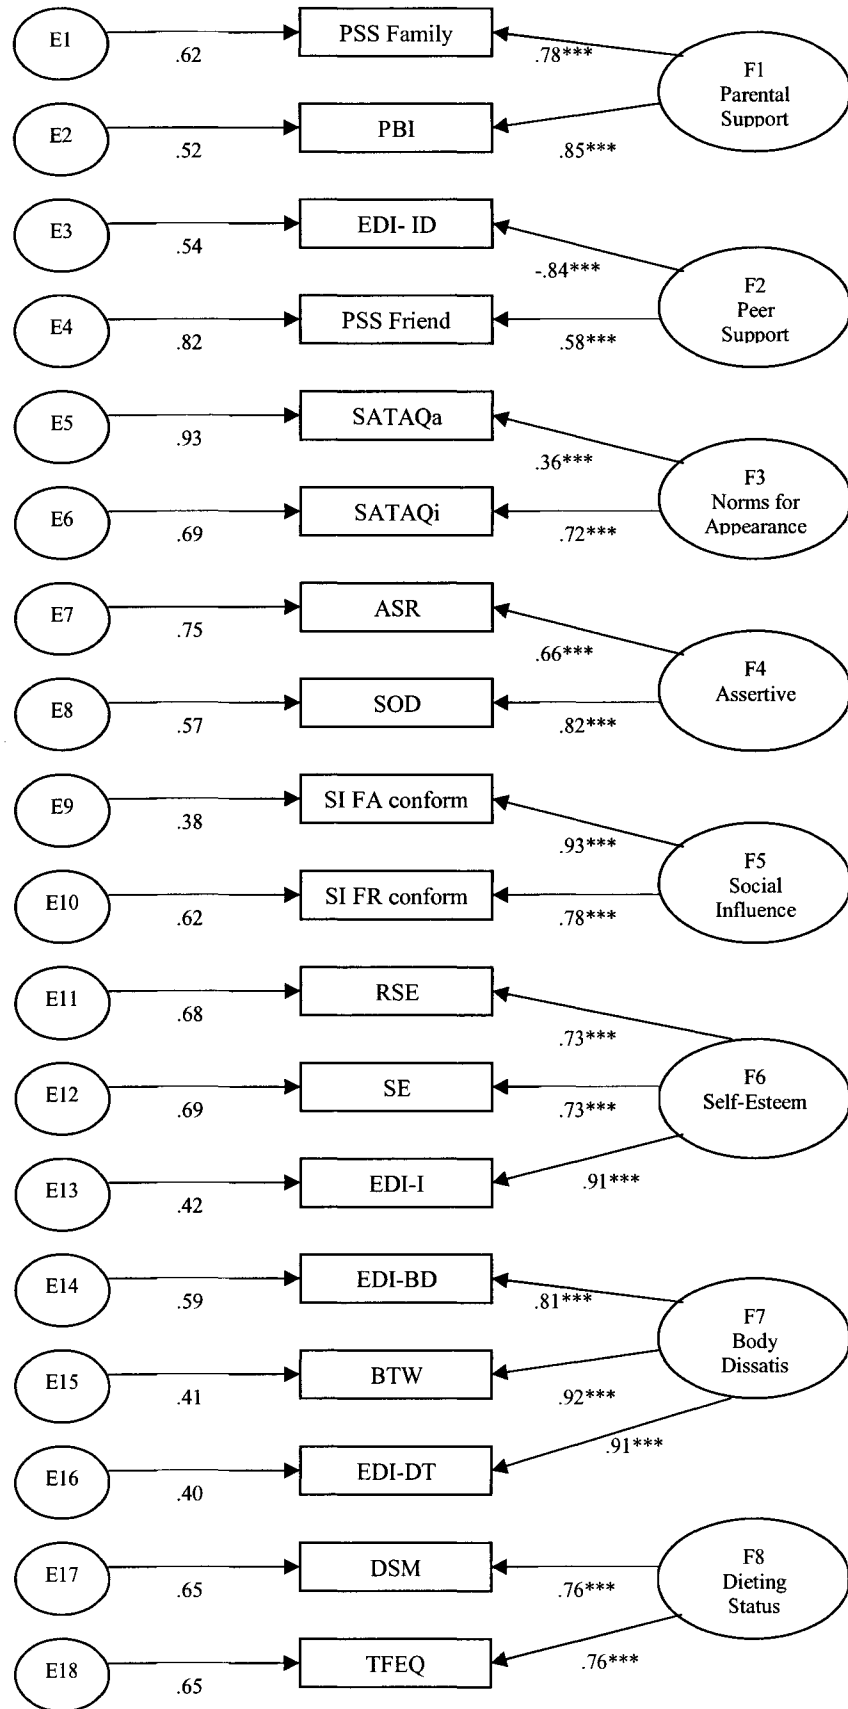 E1
.62
PSS Family
.78***
F1
Parental
Support
E2
.52
PBI
.85***
E3
.54
EDI- ID
-.84***
F2
Peer
Support
E4
.82
PSS Friend
.58***
E5
.93
SATAQa
.36***
F3
Norms for
Appearance
E6
.69
SATAQi
.72***
E7
.75
ASR
.66***
F4
Assertive
E8
.57
SOD
.82***
E9
.38
SI FA conform
.93***
F5
Social
Influence
E10
.62
SI FR conform
.78***
E11
.68
RSE
.73***
F6
Self-Esteem
E12
.69
SE
.73***
E13
.42
EDI-I
.91***
E14
.59
EDI-BD
.81***
F7
Body
Dissatis
E15
.41
BTW
.92***
E16
.40
EDI-DT
.91***
E17
.65
DSM
.76***
F8
Dieting
Status
E18
.65
TFEQ
.76***